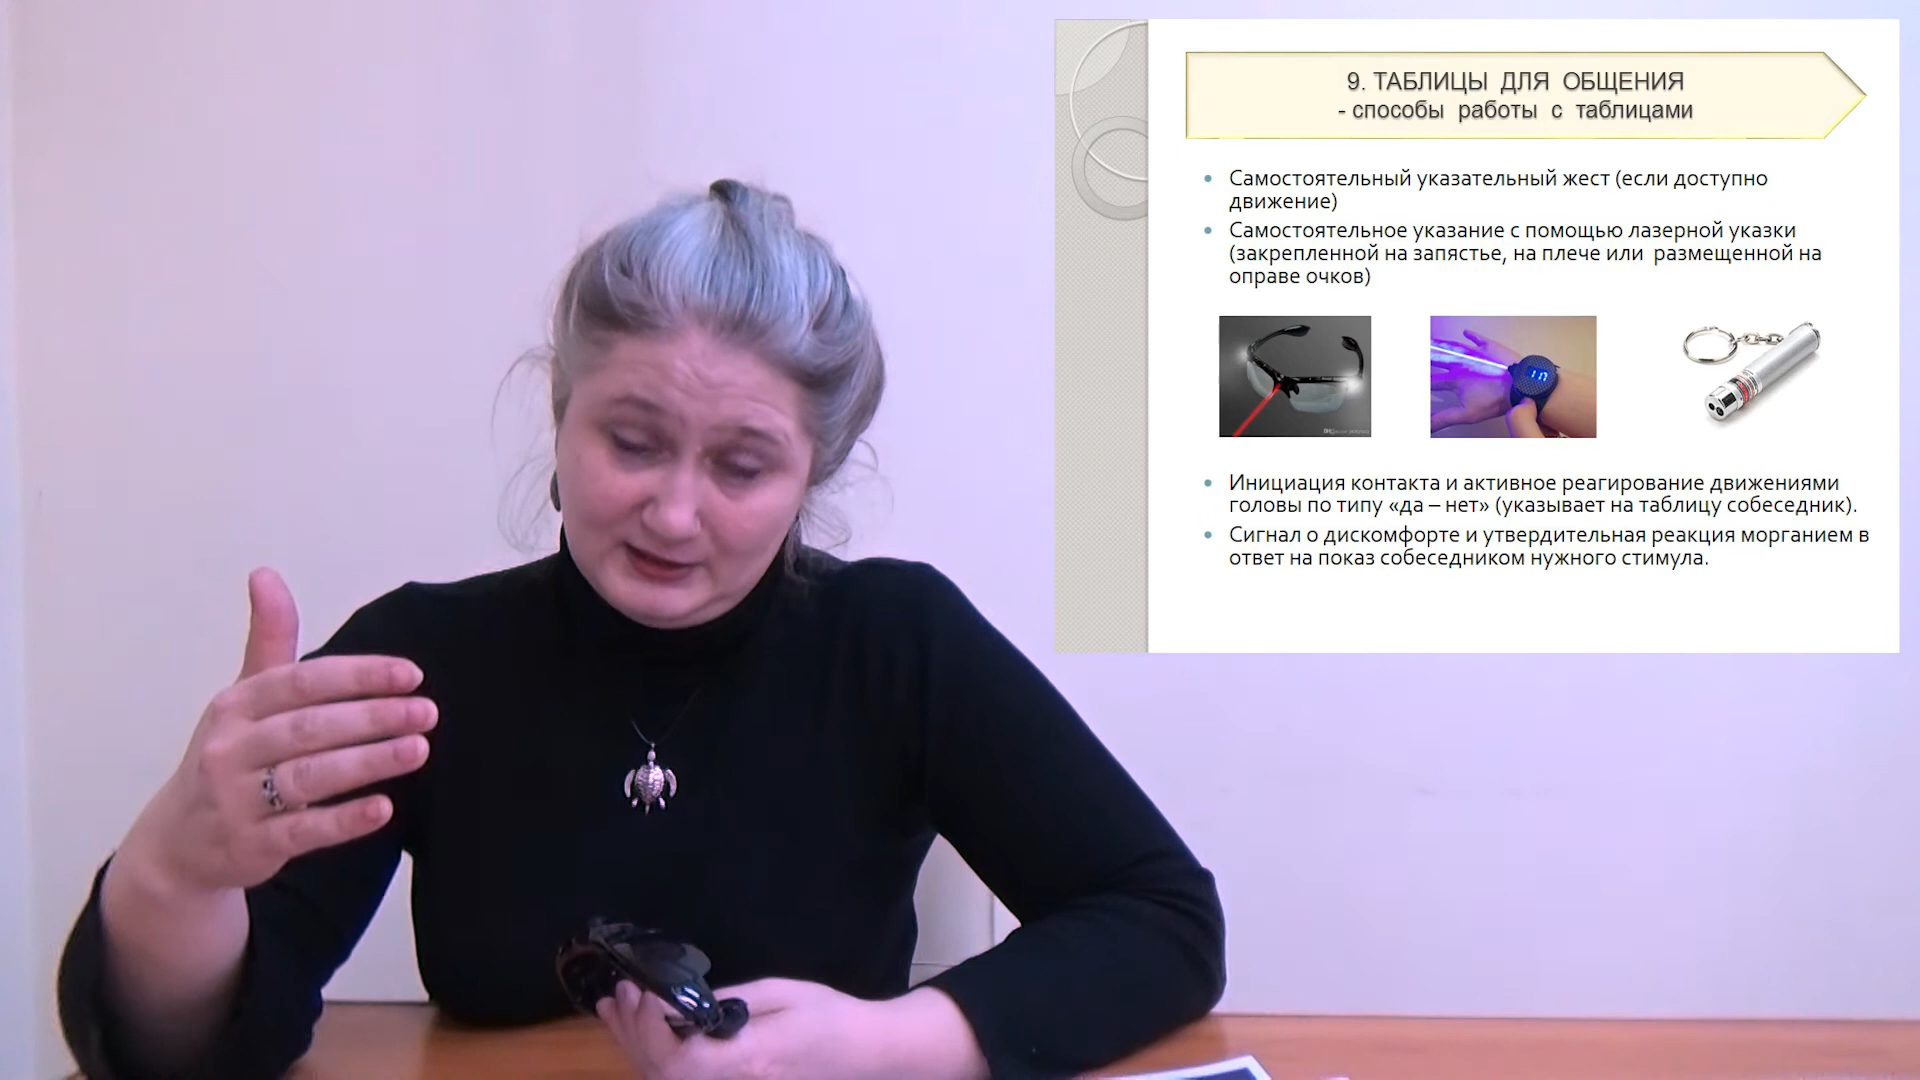 9. ТАБЛИЦЫ ДЛЯ ОБЩЕНИЯ
- способы работы с таблицами
• Самостоятельный указательный жест (если доступно
движение)
• Самостоятельное указание с помощью лазерной указки
(закрепленной на запястье, на плече или размещенной на
оправе очков)
• Инициация контакта и активное реагирование движениями
головы по типу «да – нет» (указывает на таблицу собеседник).
• Сигнал о дискомфорте и утвердительная реакция морганием в
ответ на показ собеседником нужного стимула.